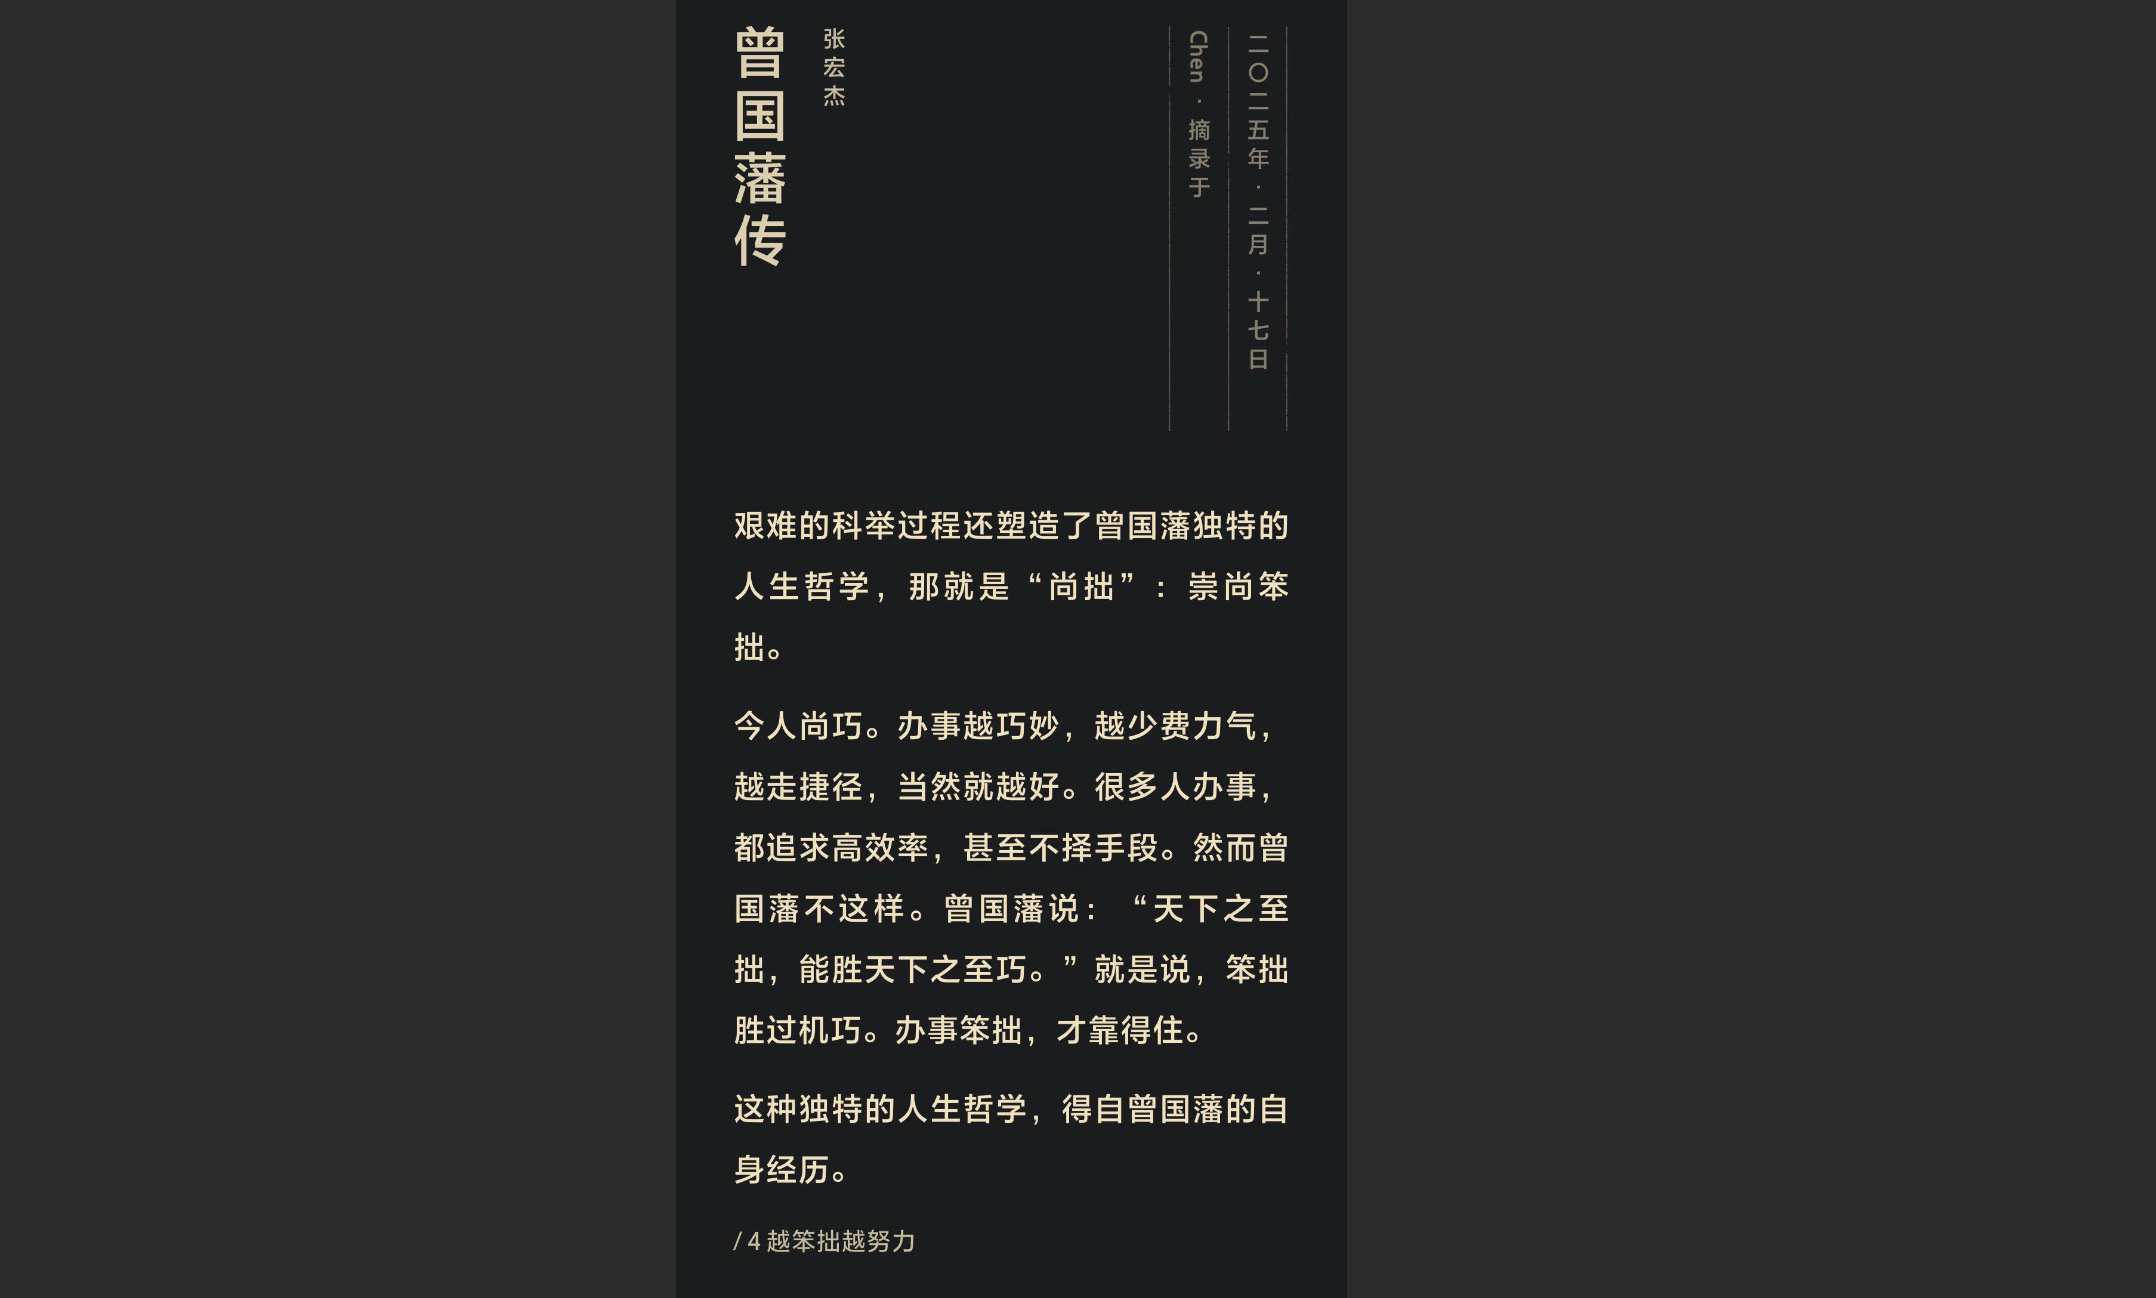 曾国藩传
张宏杰
Chen · 摘录于
二〇二五年 · 二月 · 十七日
艰难的科举过程还塑造了曾国藩独特的
人生哲学，那就是“尚拙”：崇尚笨
拙。
今人尚巧。办事越巧妙，越少费力气，
越走捷径，当然就越好。很多人办事，
都追求高效率，甚至不择手段。然而曾
国藩不这样。曾国藩说：“天下之至
拙，能胜天下之至巧。”就是说，笨拙
胜过机巧。办事笨拙，才靠得住。
这种独特的人生哲学，得自曾国藩的自
身经历。
/ 4 越笨拙越努力